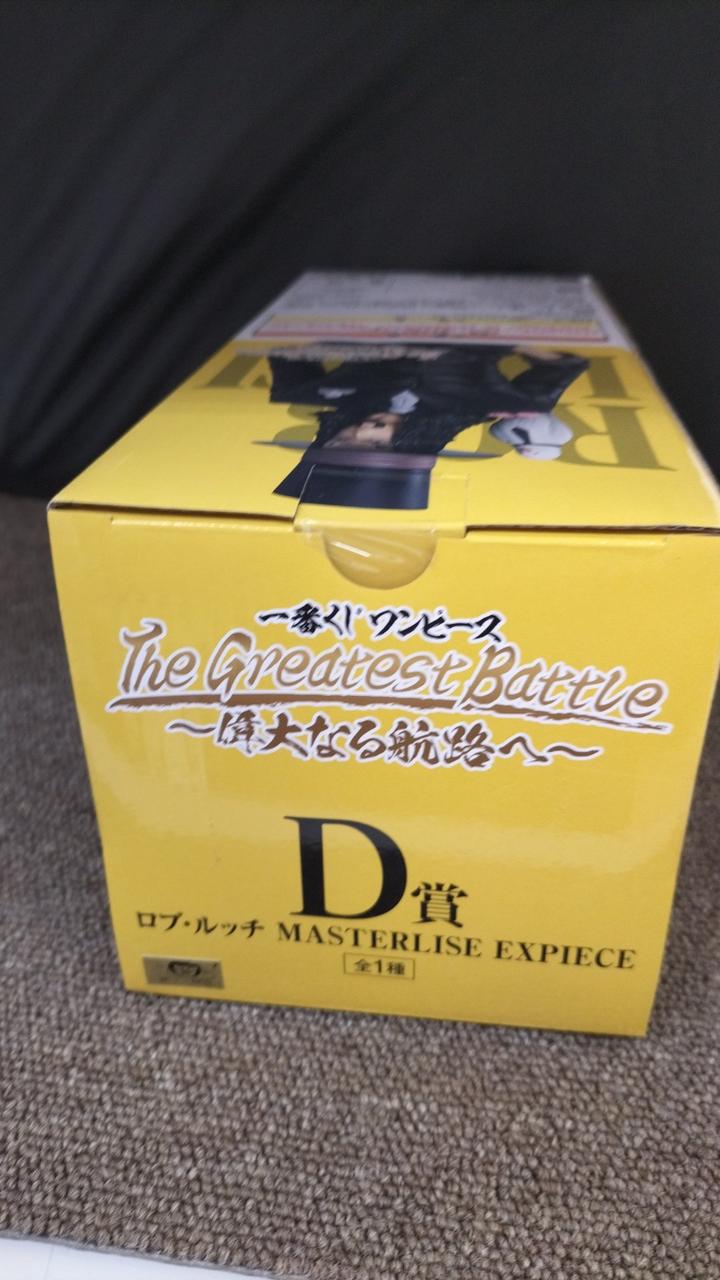 一番くじ ワンピース
The Greatest Battle
～偉大なる航路へ～
D賞
ロブ・ルッチ MASTERLISE EXPIECE
全1種